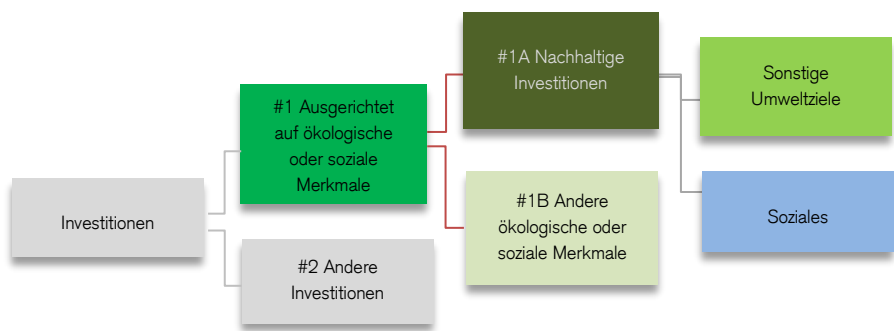 Investitionen
#1 Ausgerichtet
auf ökologische
oder soziale
Merkmale
#2 Andere
Investitionen
#1A Nachhaltige
Investitionen
#1B Andere
ökologische oder
soziale Merkmale
Sonstige
Umweltziele
Soziales